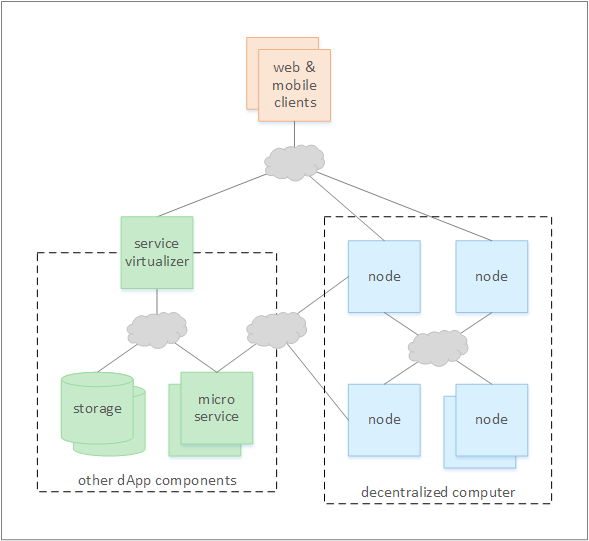 web &
mobile
clients
service
virtualizer
node
node
storage
micro
service
node
node
other dApp components
decentralized computer